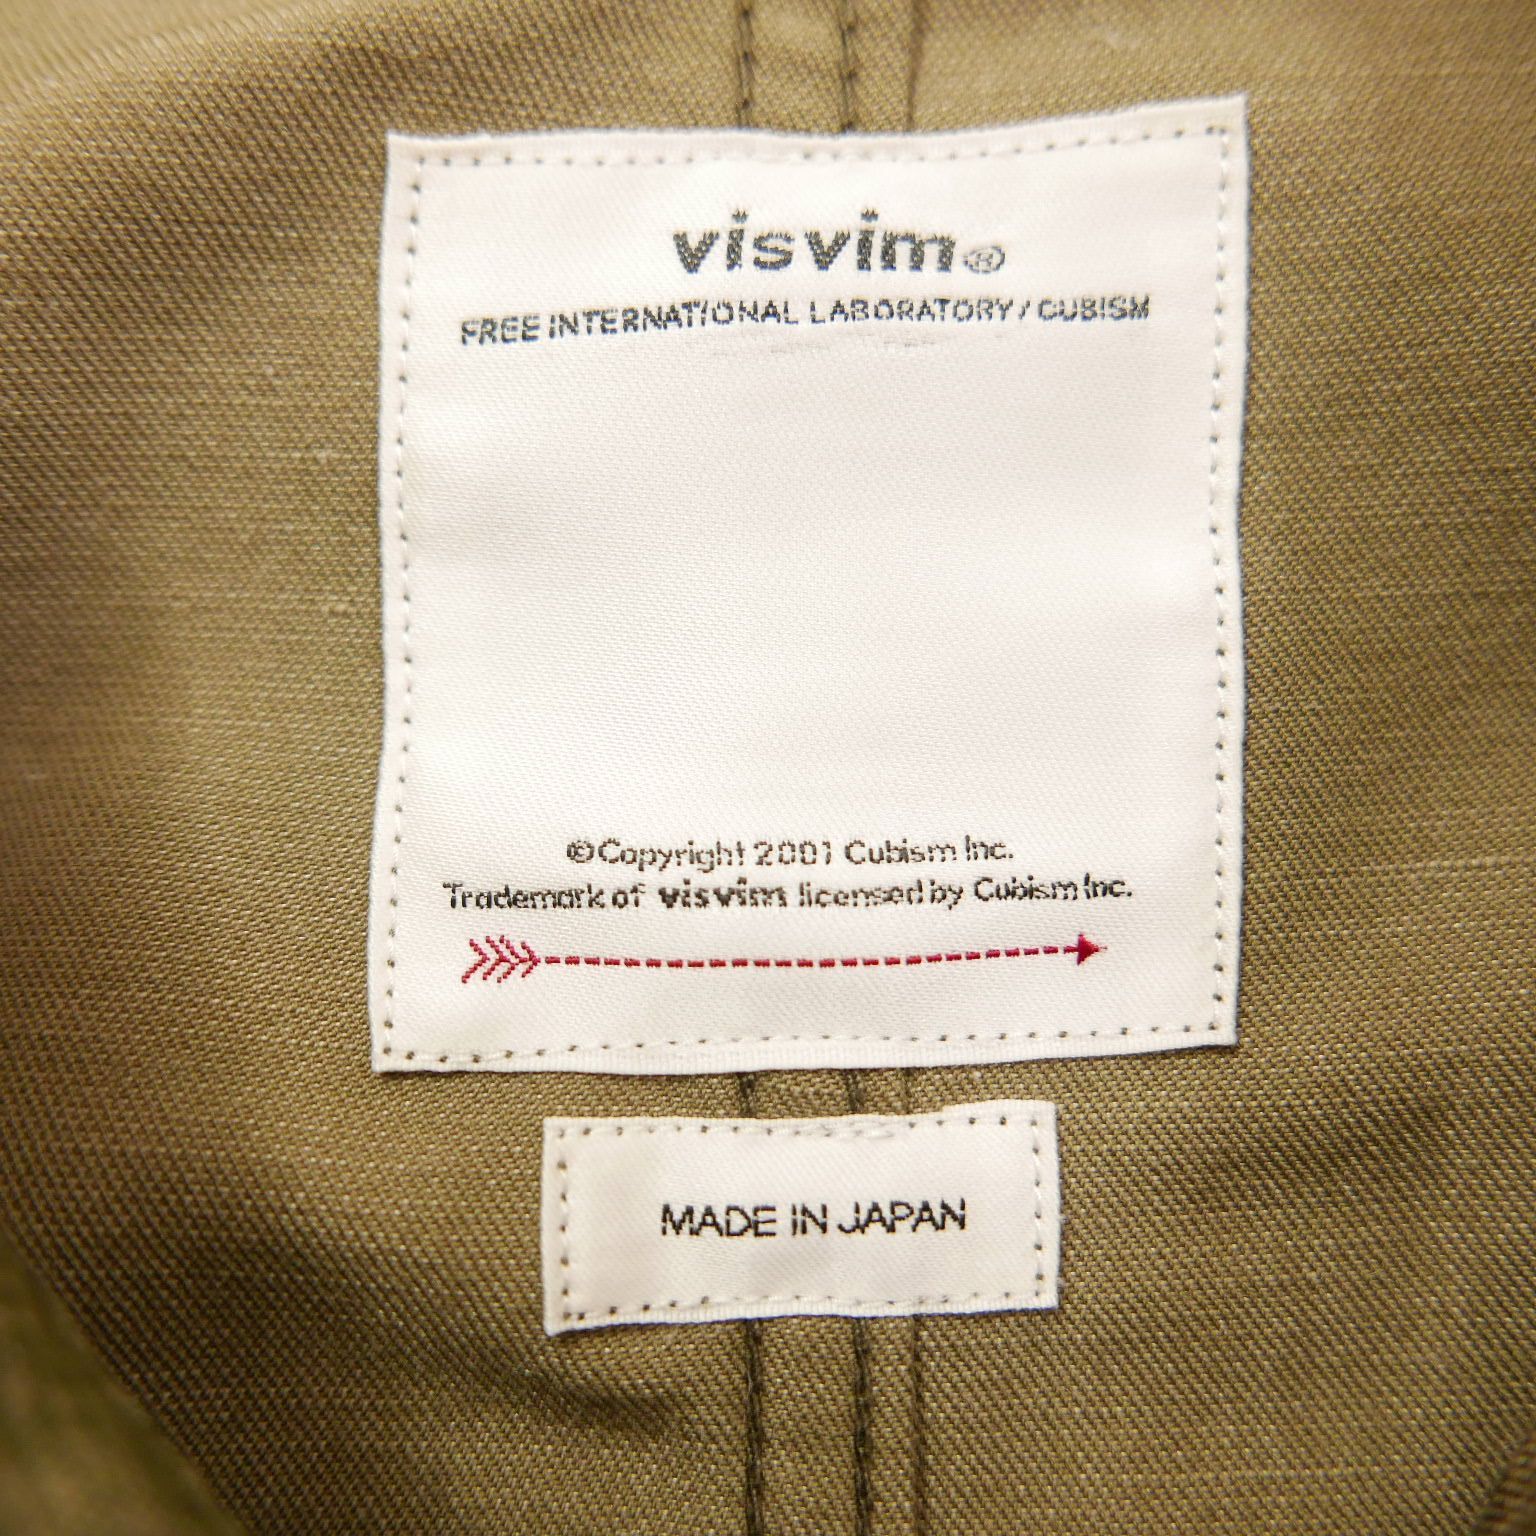 visvim®
FREE INTERNATIONAL LABORATORY / CUBISM
©Copyright 2001 Cubism Inc.
Trademark of visvim licensed by Cubism Inc.
MADE IN JAPAN